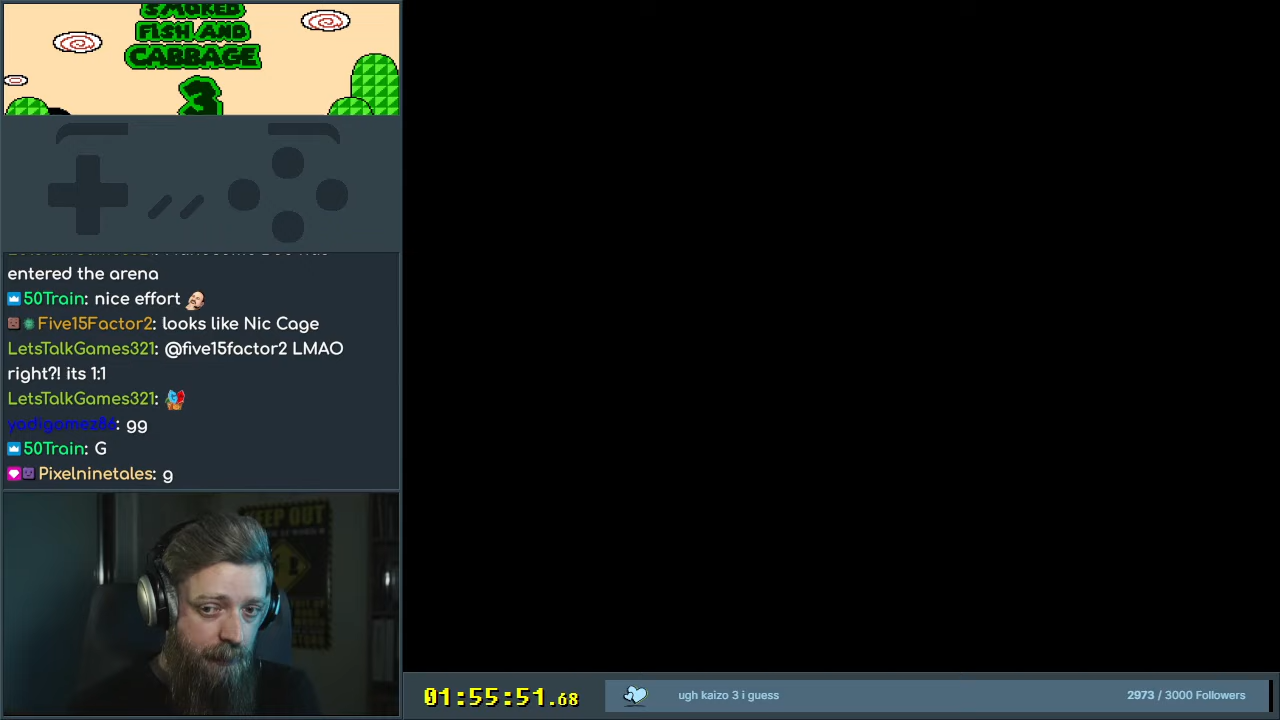 SMOKED
FISH AND
CABBAGE
3
entered the arena
50Train: nice effort
Five15Factor2: looks like Nic Cage
LetsTalkGames321: @five15factor2 LMAO
right?! its 1:1
LetsTalkGames321:
yadigamez86: gg
50Train: G
Pixelninetales: g
KEEP OUT
01:55:51.68
ugh kaizo 3 i guess
2973 / 3000 Followers